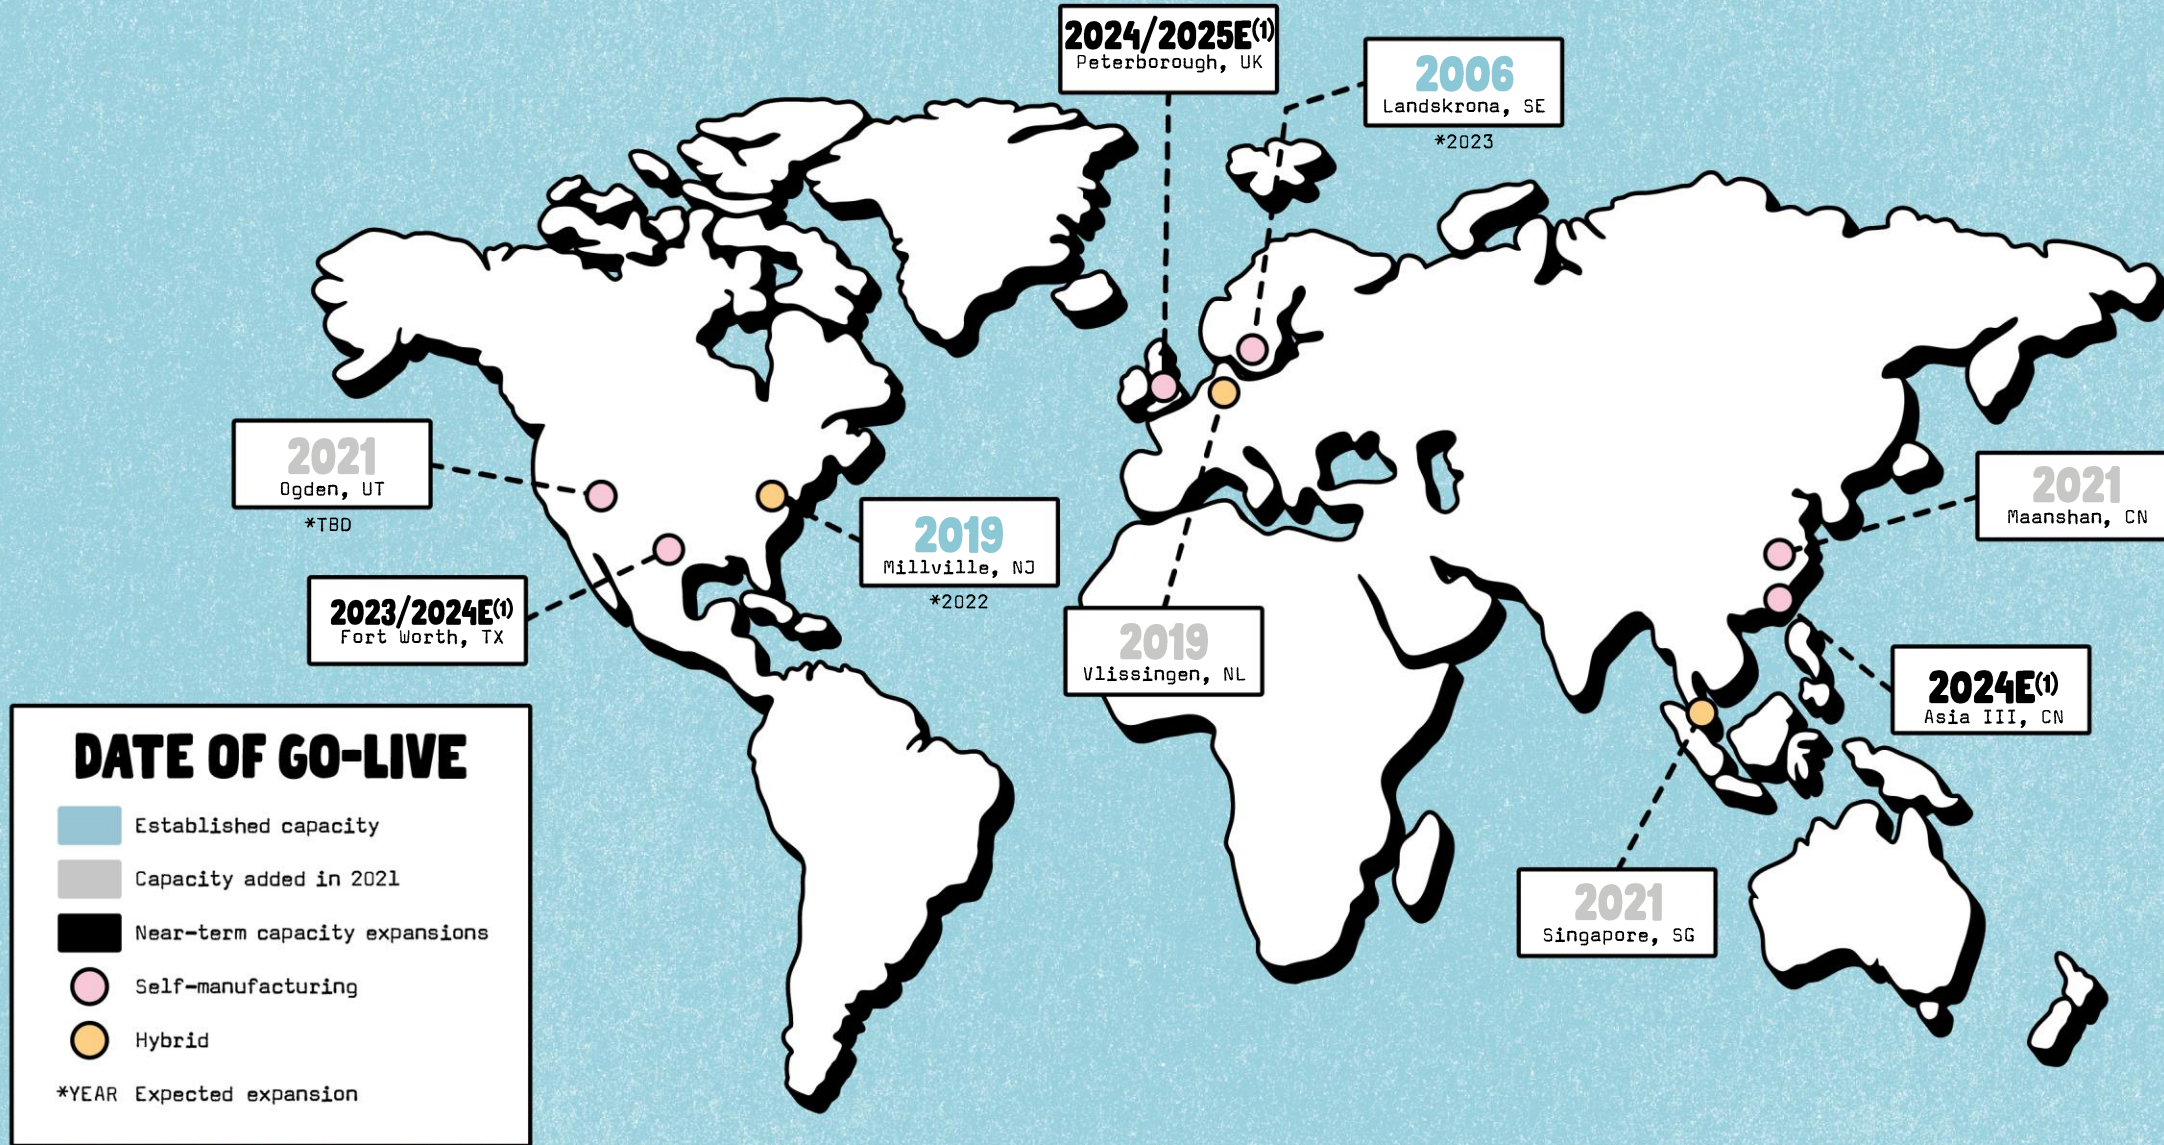 2024/2025E(1)
Peterborough, UK
2006
Landskrona, SE
*2023
2021
Ogden, UT
*TBD
2021
Maanshan, CN
2019
Millville, NJ
*2022
2023/2024E(1)
Fort Worth, TX
2019
Vlissingen, NL
2024E(1)
Asia III, CN
2021
Singapore, SG
DATE OF GO-LIVE
Established capacity
Capacity added in 2021
Near-term capacity expansions
Self-manufacturing
Hybrid
*YEAR Expected expansion